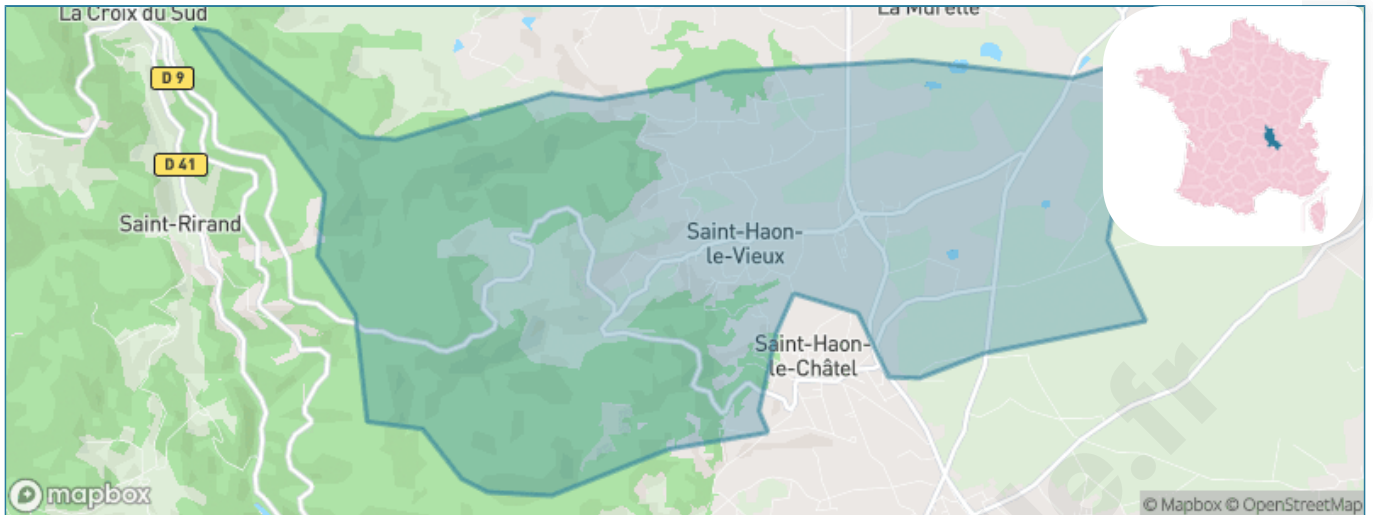 La Croix du Sud
La Murette
D 9
D 41
Saint-Rirand
Saint-Haon-
le-Vieux
Saint-Haon-
le-Châtel
mapbox
© Mapbox © OpenStreetMap